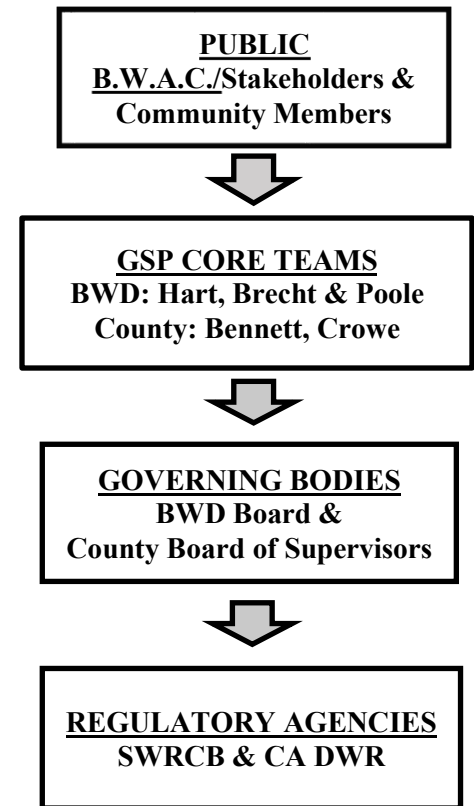 PUBLIC
B.W.A.C./Stakeholders &
Community Members
GSP CORE TEAMS
BWD: Hart, Brecht & Poole
County: Bennett, Crowe
GOVERNING BODIES
BWD Board &
County Board of Supervisors
REGULATORY AGENCIES
SWRCB & CA DWR